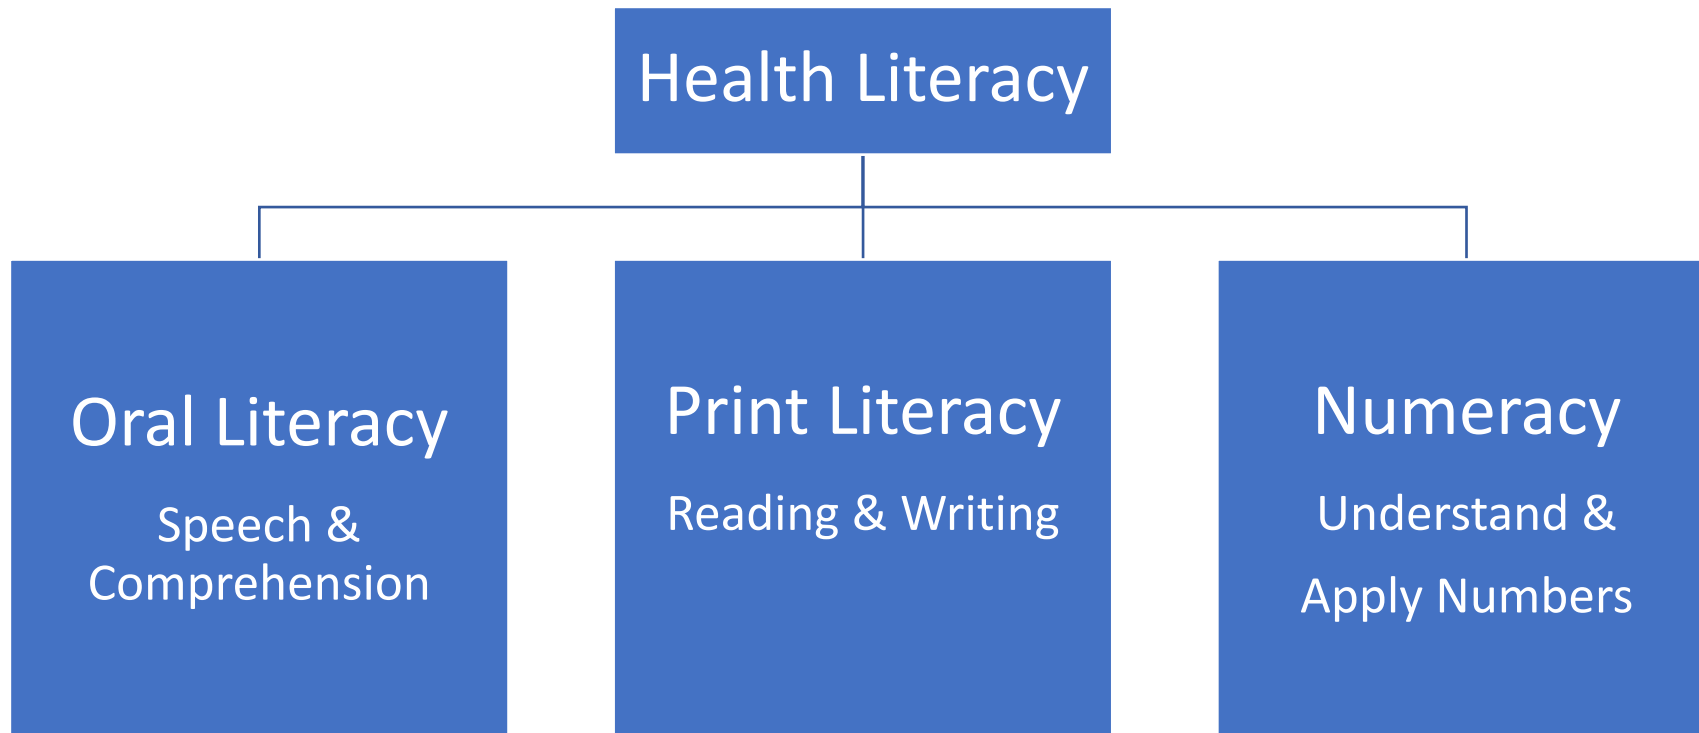 Health Literacy
Oral Literacy
Speech &
Comprehension
Print Literacy
Reading & Writing
Numeracy
Understand &
Apply Numbers